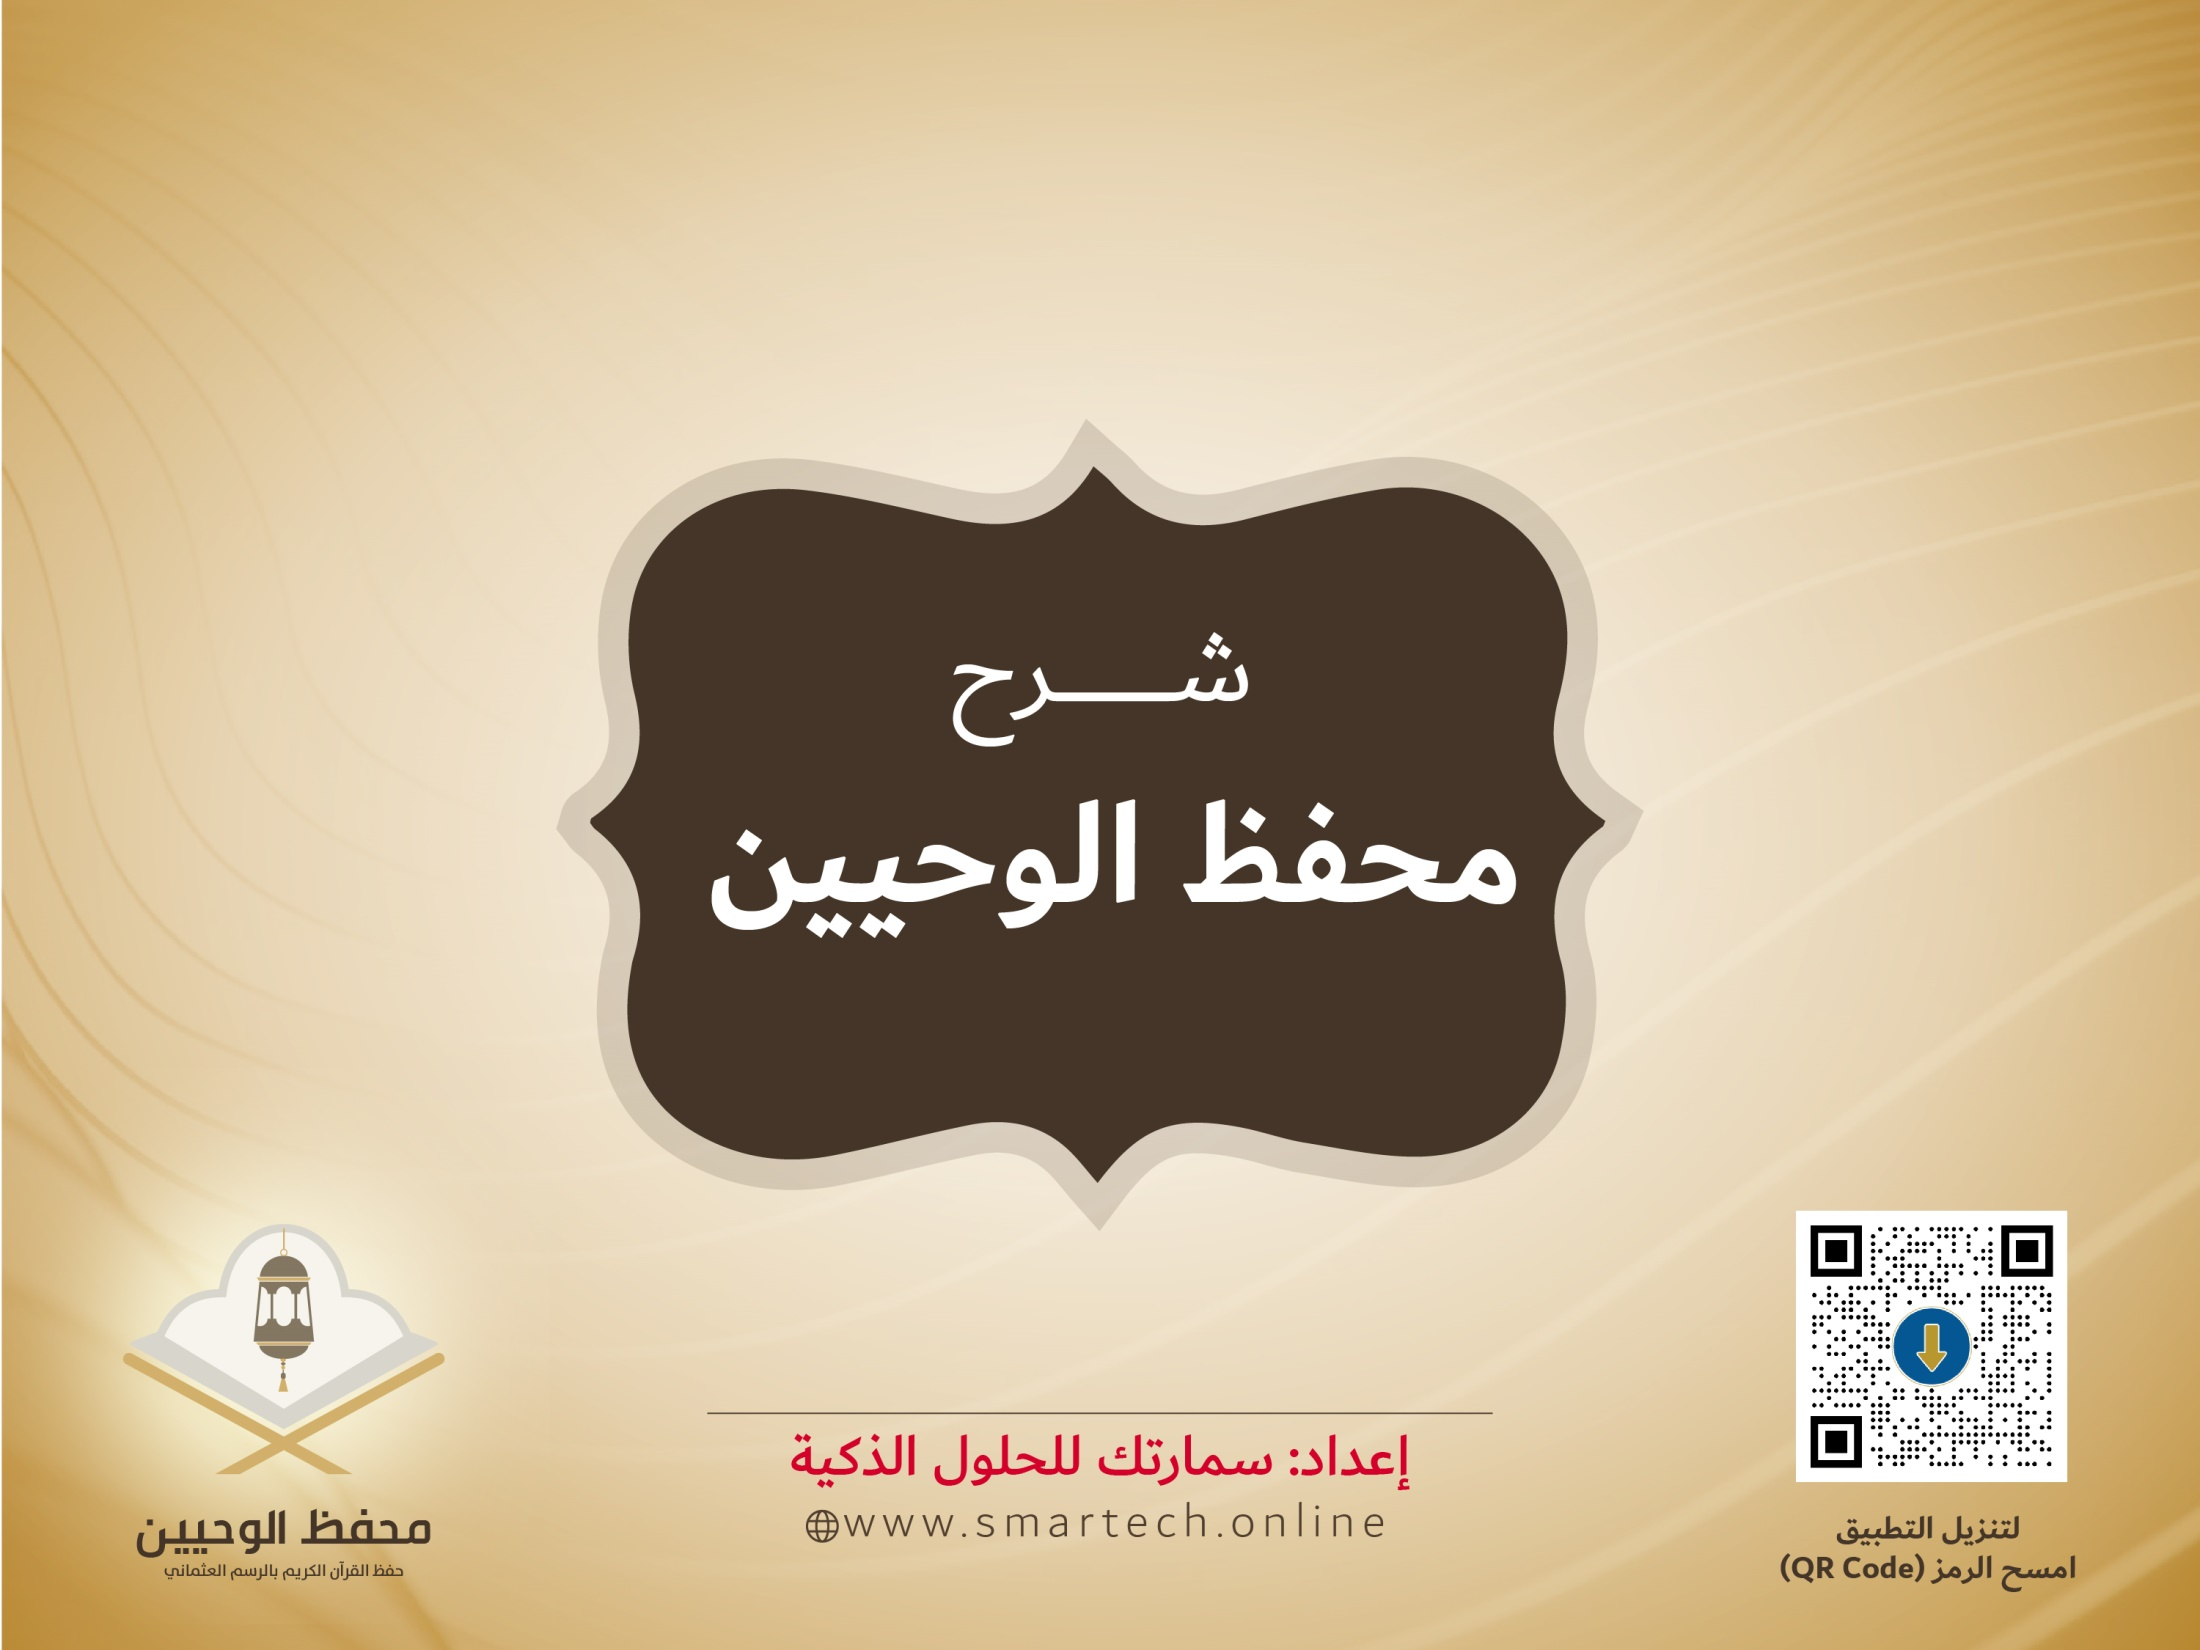 شـــرح
محفظ الوحيين
محفظ الوحيين
حفظ القرآن الكريم بالرسم العثماني
إعداد: سمارتك للحلول الذكية
www.smartech.online
لتنزيل التطبيق
امسح الرمز (QR Code)